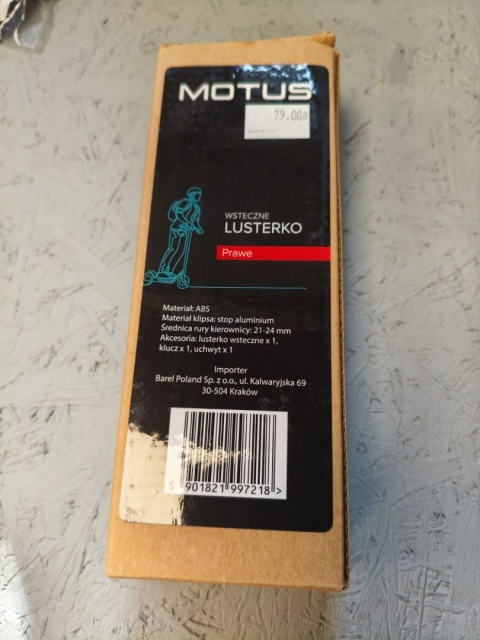 MOTUS
79.00
WSTECZNE
LUSTERKO
Prawe
Materiał: ABS
Materiał klipsa: stop aluminium
Średnica rury kierownicy: 21-24 mm
Akcesoria: lusterko wsteczne x 1,
klucz x 1, uchwyt x 1
Importer
Barel Poland Sp. z o.o., ul. Kalwaryjska 69
30-504 Kraków
5 901821 997218 >